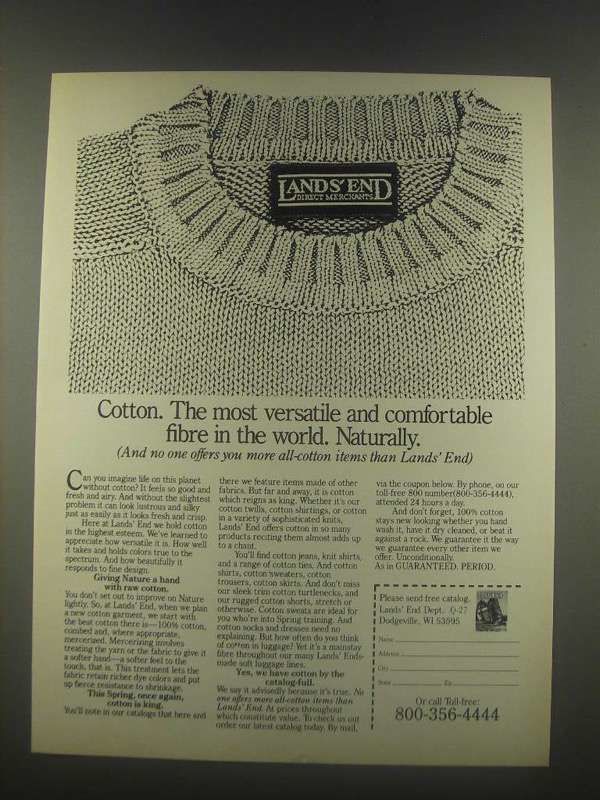 LANDS' END
DIRECT MERCHANTS
Cotton. The most versatile and comfortable
fibre in the world. Naturally.
(And no one offers you more all-cotton items than Lands' End)
Can you imagine life on this planet
without cotton? It feels so good and
fresh and airy. And without the slightest
problem it can look lustrous and silky
just as easily as it looks fresh and crisp.
Here at Lands' End we hold cotton
in the highest esteem. We've learned to
appreciate how versatile it is. How well
it takes and holds colors true to the
spectrum. And how beautifully it
responds to fine design.
Giving Nature a hand
with raw cotton.
You don't set out to improve on Nature
lightly. So, at Lands' End, when we plan
a new cotton garment, we start with
the best cotton there is—100% cotton,
combed and, where appropriate,
mercerized. Mercerizing involves
treating the yarn or the fabric to give it
a softer hand—a softer feel to the
touch, that is. This treatment lets the
fabric retain richer dye colors and put
up fierce resistance to shrinkage.
This Spring, once again,
cotton is king.
You'll note in our catalogs that here and
there we feature items made of other
fabrics. But far and away, it is cotton
which reigns as king. Whether it's our
cotton twills, cotton shirtings, or cotton
in a variety of sophisticated knits,
Lands' End offers cotton in so many
products reciting them almost adds up
to a chant.
You'll find cotton jeans, knit shirts,
and a range of cotton ties. And cotton
shirts, cotton sweaters, cotton
trousers, cotton skirts. And don't miss
our sleek trim cotton turtlenecks, and
our rugged cotton shorts, stretch or
otherwise. Cotton sweats are ideal for
you who're into Spring training. And
cotton socks and dresses need no
explaining. But how often do you think
of cotton in luggage? Yet it's a mainstay
fibre throughout our many Lands' End-
made soft luggage lines.
Yes, we have cotton by the
catalog-full.
We say it advisedly because it's true. No
one offers more all-cotton items than
Lands' End. At prices throughout
which constitute value. To check us out
order our latest catalog today. By mail,
via the coupon below. By phone, on our
toll-free 800 number(800-356-4444),
attended 24 hours a day.
And don't forget, 100% cotton
stays new looking whether you hand
wash it, have it dry cleaned, or beat it
against a rock. We guarantee it the way
we guarantee every other item we
offer. Unconditionally.
As in GUARANTEED. PERIOD.
Please send free catalog.
Lands' End Dept. Q-27
Dodgeville, WI 53595
Name
Address
City
State Zip
Or call Toll-free:
800-356-4444